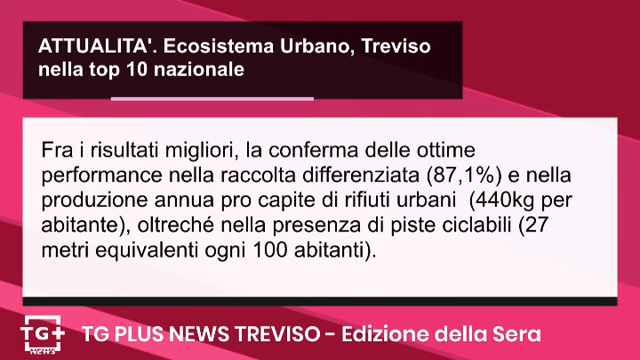 ATTUALITA'. Ecosistema Urbano, Treviso
nella top 10 nazionale
Fra i risultati migliori, la conferma delle ottime
performance nella raccolta differenziata (87,1%) e nella
produzione annua pro capite di rifiuti urbani (440kg per
abitante), oltreché nella presenza di piste ciclabili (27
metri equivalenti ogni 100 abitanti).
TG+
NEWS
TG PLUS NEWS TREVISO - Edizione della Sera